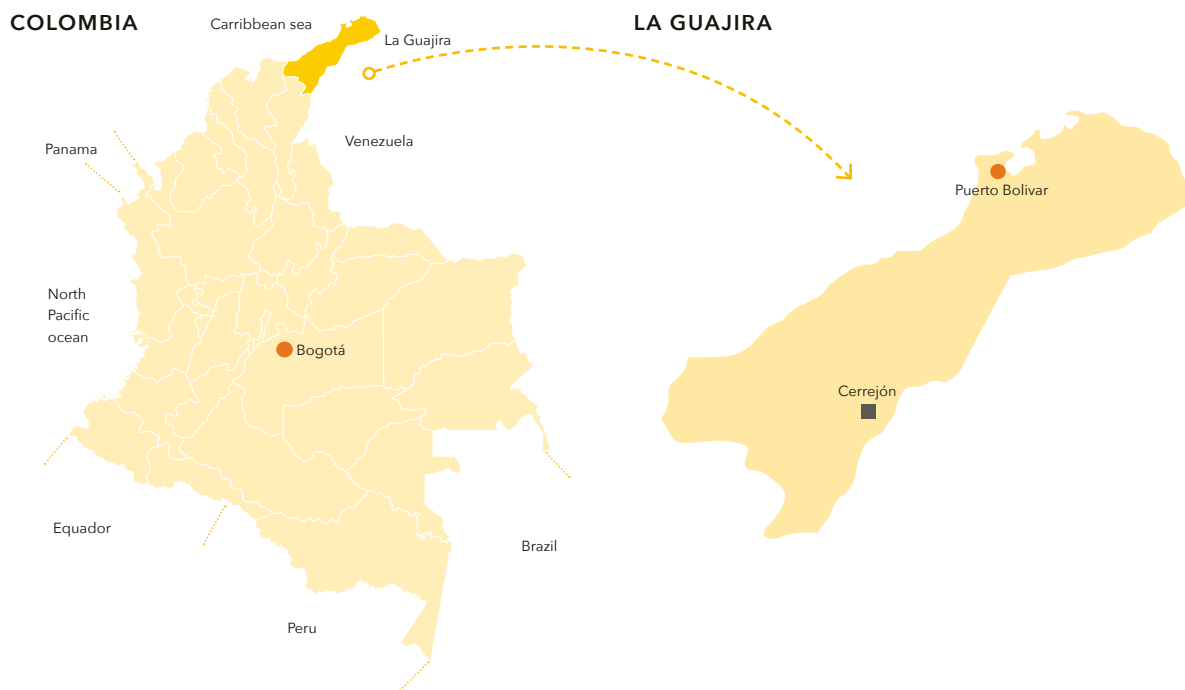 COLOMBIA
Carribbean sea
La Guajira
Panama
Venezuela
North
Pacific
ocean
Bogotá
Equador
Brazil
Peru
LA GUAJIRA
Puerto Bolivar
Cerrejón